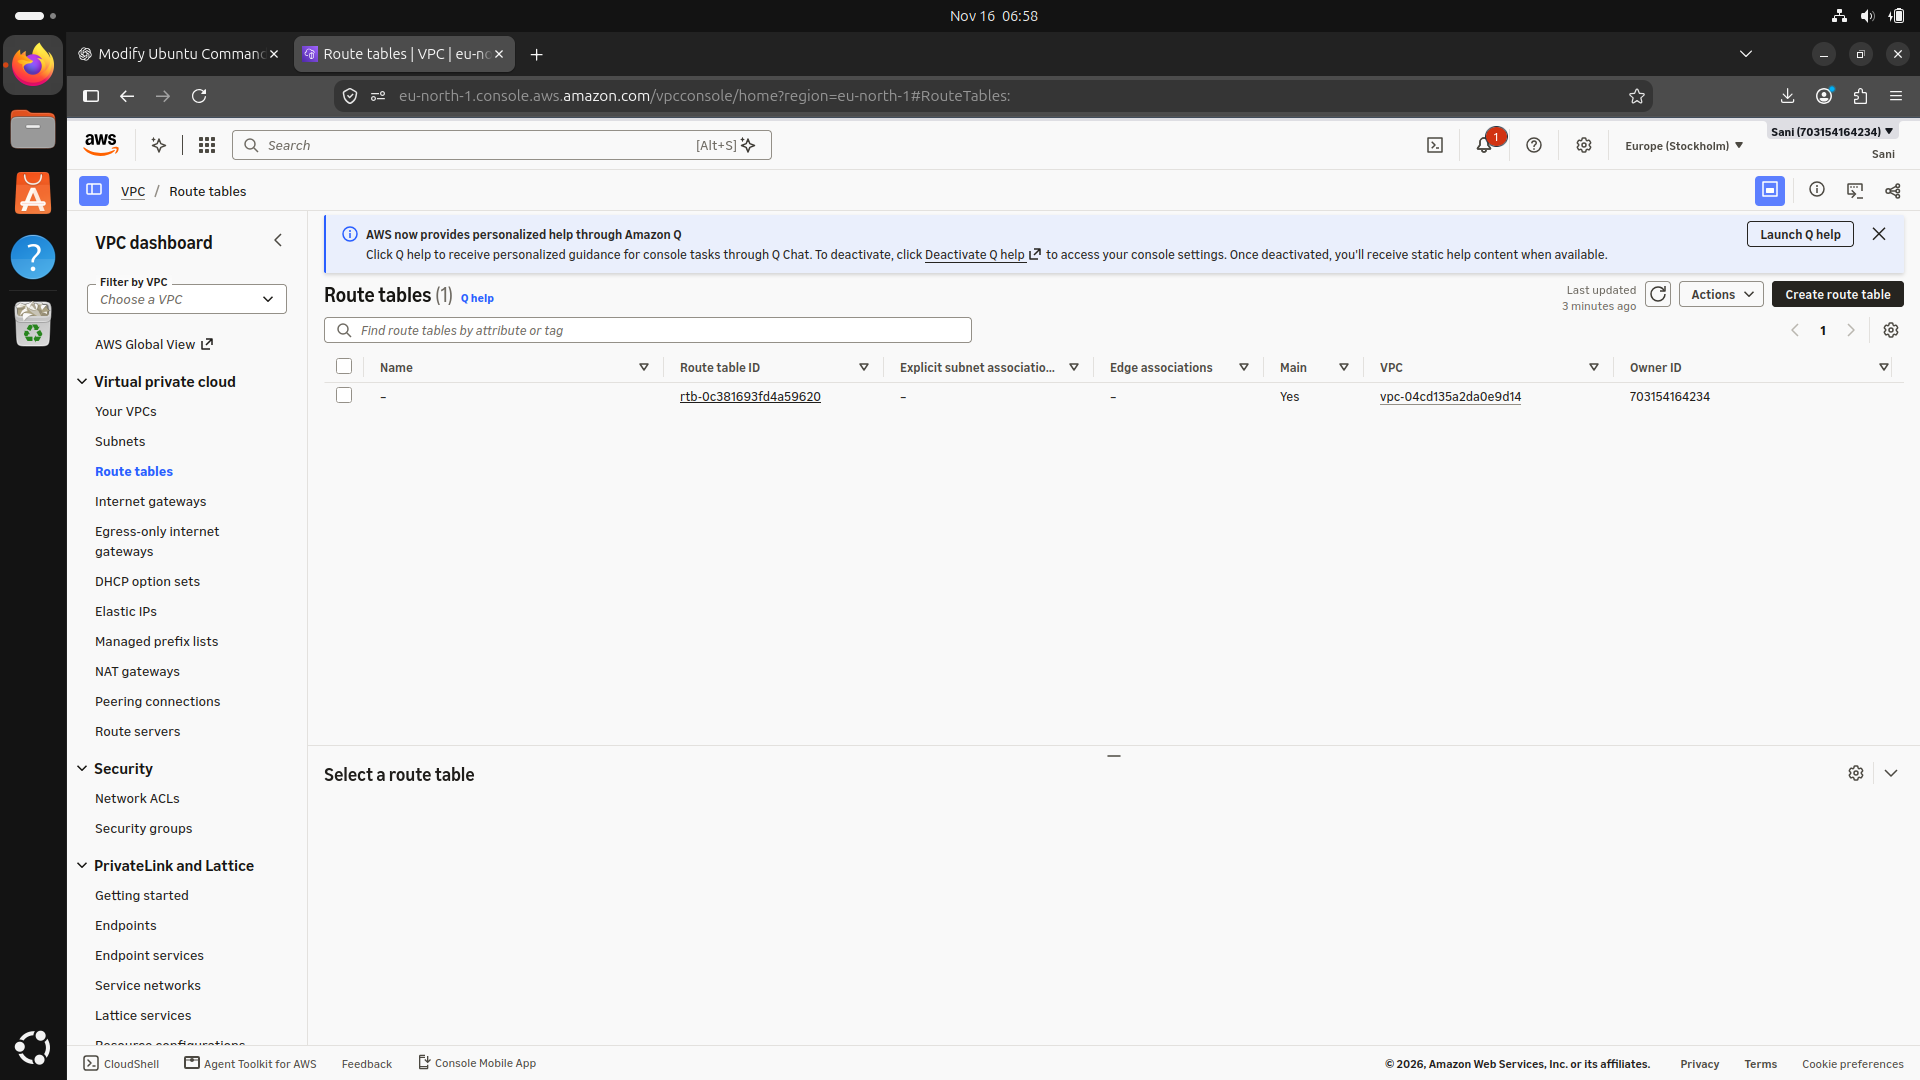 Nov 16 06:58
Modify Ubuntu Comman
Route tables | VPC | eu-no
eu-north-1.console.aws.amazon.com/vpcconsole/home?region=eu-north-1#RouteTables:
aws
Search
[Alt+S]
1
Europe (Stockholm)
Sani (703154164234)
Sani
VPC / Route tables
VPC dashboard
Filter by VPC
Choose a VPC
AWS Global View
Virtual private cloud
Your VPCs
Subnets
Route tables
Internet gateways
Egress-only internet
gateways
DHCP option sets
Elastic IPs
Managed prefix lists
NAT gateways
Peering connections
Route servers
Security
Network ACLs
Security groups
PrivateLink and Lattice
Getting started
Endpoints
Endpoint services
Service networks
Lattice services
Resource configurations
AWS now provides personalized help through Amazon Q
Click Q help to receive personalized guidance for console tasks through Q Chat. To deactivate, click Deactivate Q help to access your console settings. Once deactivated, you'll receive static help content when available.
Launch Q help
Route tables (1) Q help
Last updated
3 minutes ago
Actions
Create route table
Find route tables by attribute or tag
1
Name Route table ID Explicit subnet associatio... Edge associations Main VPC Owner ID
– rtb-0c381693fd4a59620 – – Yes vpc-04cd135a2da0e9d14 703154164234
Select a route table
CloudShell Agent Toolkit for AWS Feedback Console Mobile App
© 2026, Amazon Web Services, Inc. or its affiliates. Privacy Terms Cookie preferences